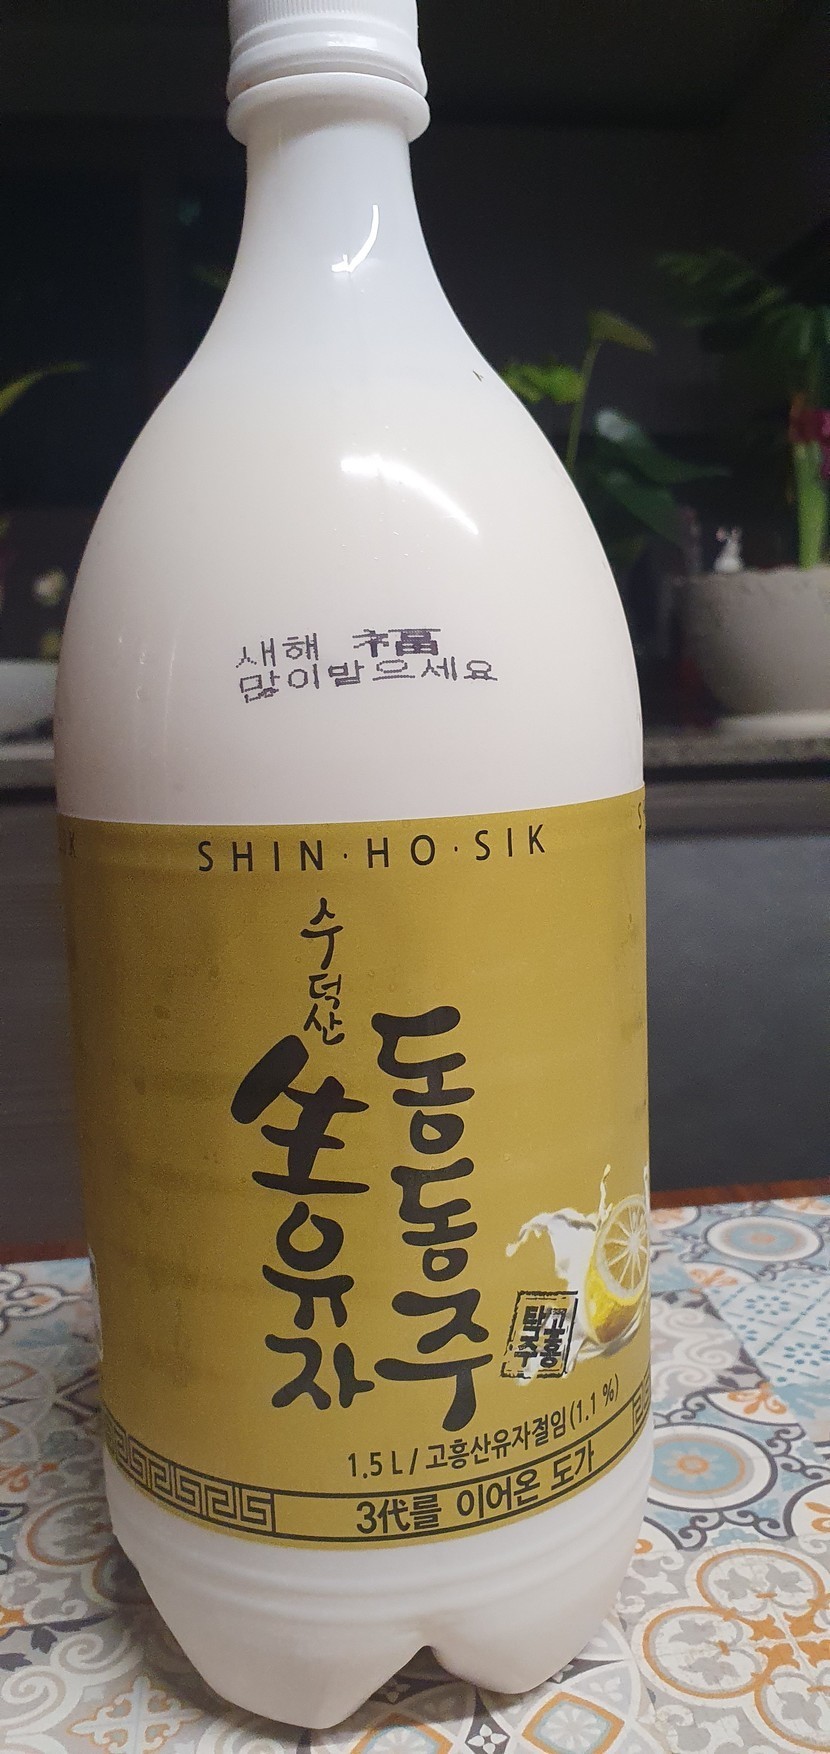 새해 福
많이받으세요
SHIN·HO·SIK
수덕산
生유자
동동주
고흥
탁주
1.5 L / 고흥산유자절임(1.1 %)
3代를 이어온 도가